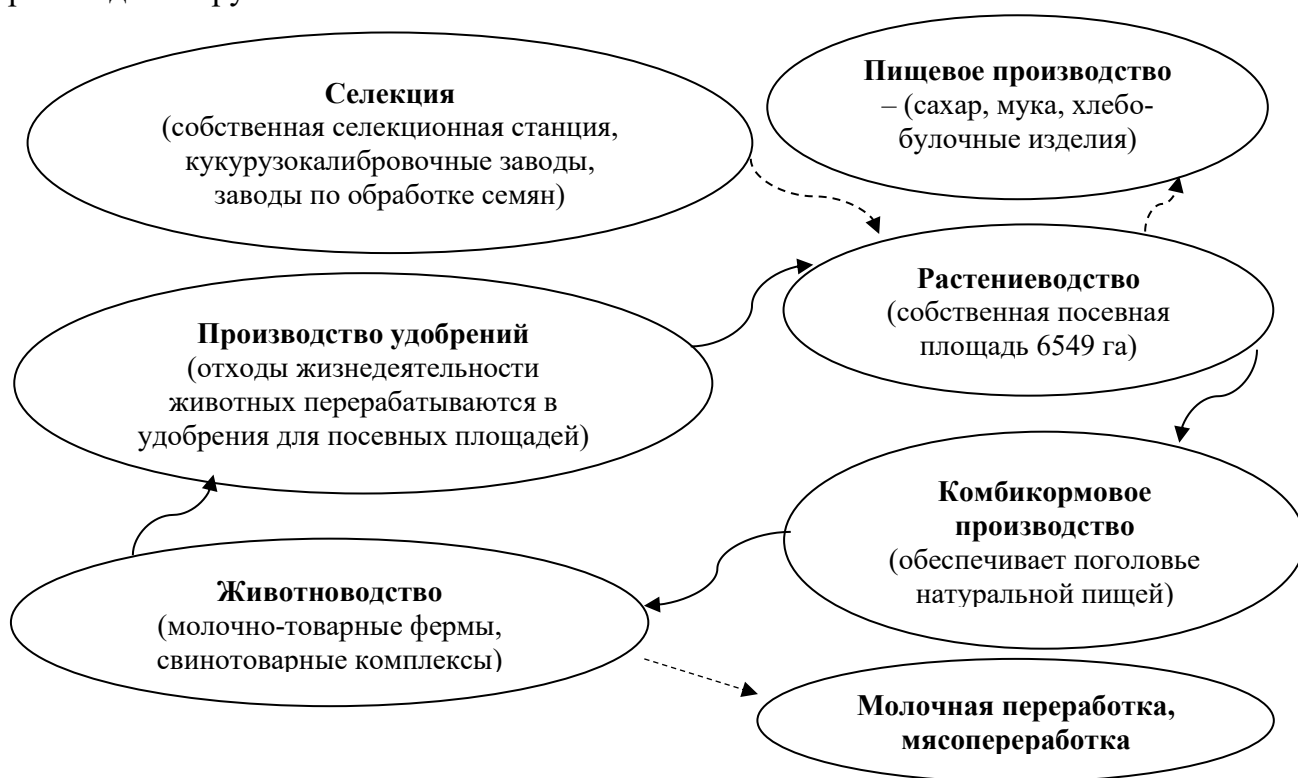 Селекция
(собственная селекционная станция,
кукурузокалибровочные заводы,
заводы по обработке семян)
Пищевое производство
– (сахар, мука, хлебо-
булочные изделия)
Растениеводство
(собственная посевная
площадь 6549 га)
Производство удобрений
(отходы жизнедеятельности
животных перерабатываются в
удобрения для посевных площадей)
Комбикормовое
производство
(обеспечивает поголовье
натуральной пищей)
Животноводство
(молочно-товарные фермы,
свинотоварные комплексы)
Молочная переработка,
мясопереработка